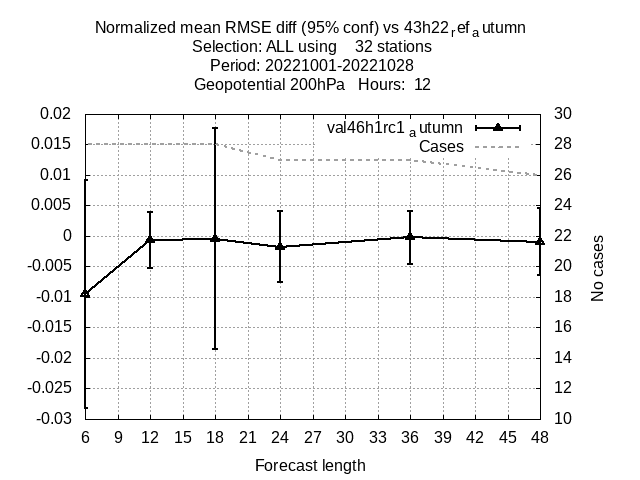 Normalized mean RMSE diff (95% conf) vs 43h22refautumn
Selection: ALL using 32 stations
Period: 20221001-20221028
Geopotential 200hPa Hours: 12
0.02 30
val46h1rc1autumn
0.015 28
Cases
0.01 26
0.005 24
0 22
-0.005 20
-0.01 18
-0.015 16
-0.02 14
-0.025 12
-0.03 10
No cases
6 9 12 15 18 21 24 27 30 33 36 39 42 45 48
Forecast length